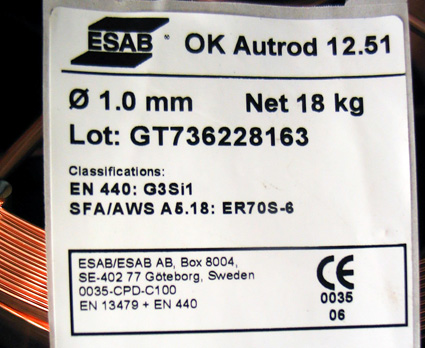 ESAB® OK Autrod 12.51
Ø 1.0 mm Net 18 kg
Lot: GT736228163
Classifications:
EN 440: G3Si1
SFA/AWS A5.18: ER70S-6
ESAB/ESAB AB, Box 8004,
SE-402 77 Göteborg, Sweden
0035-CPD-C100
EN 13479 + EN 440
CE
0035
06